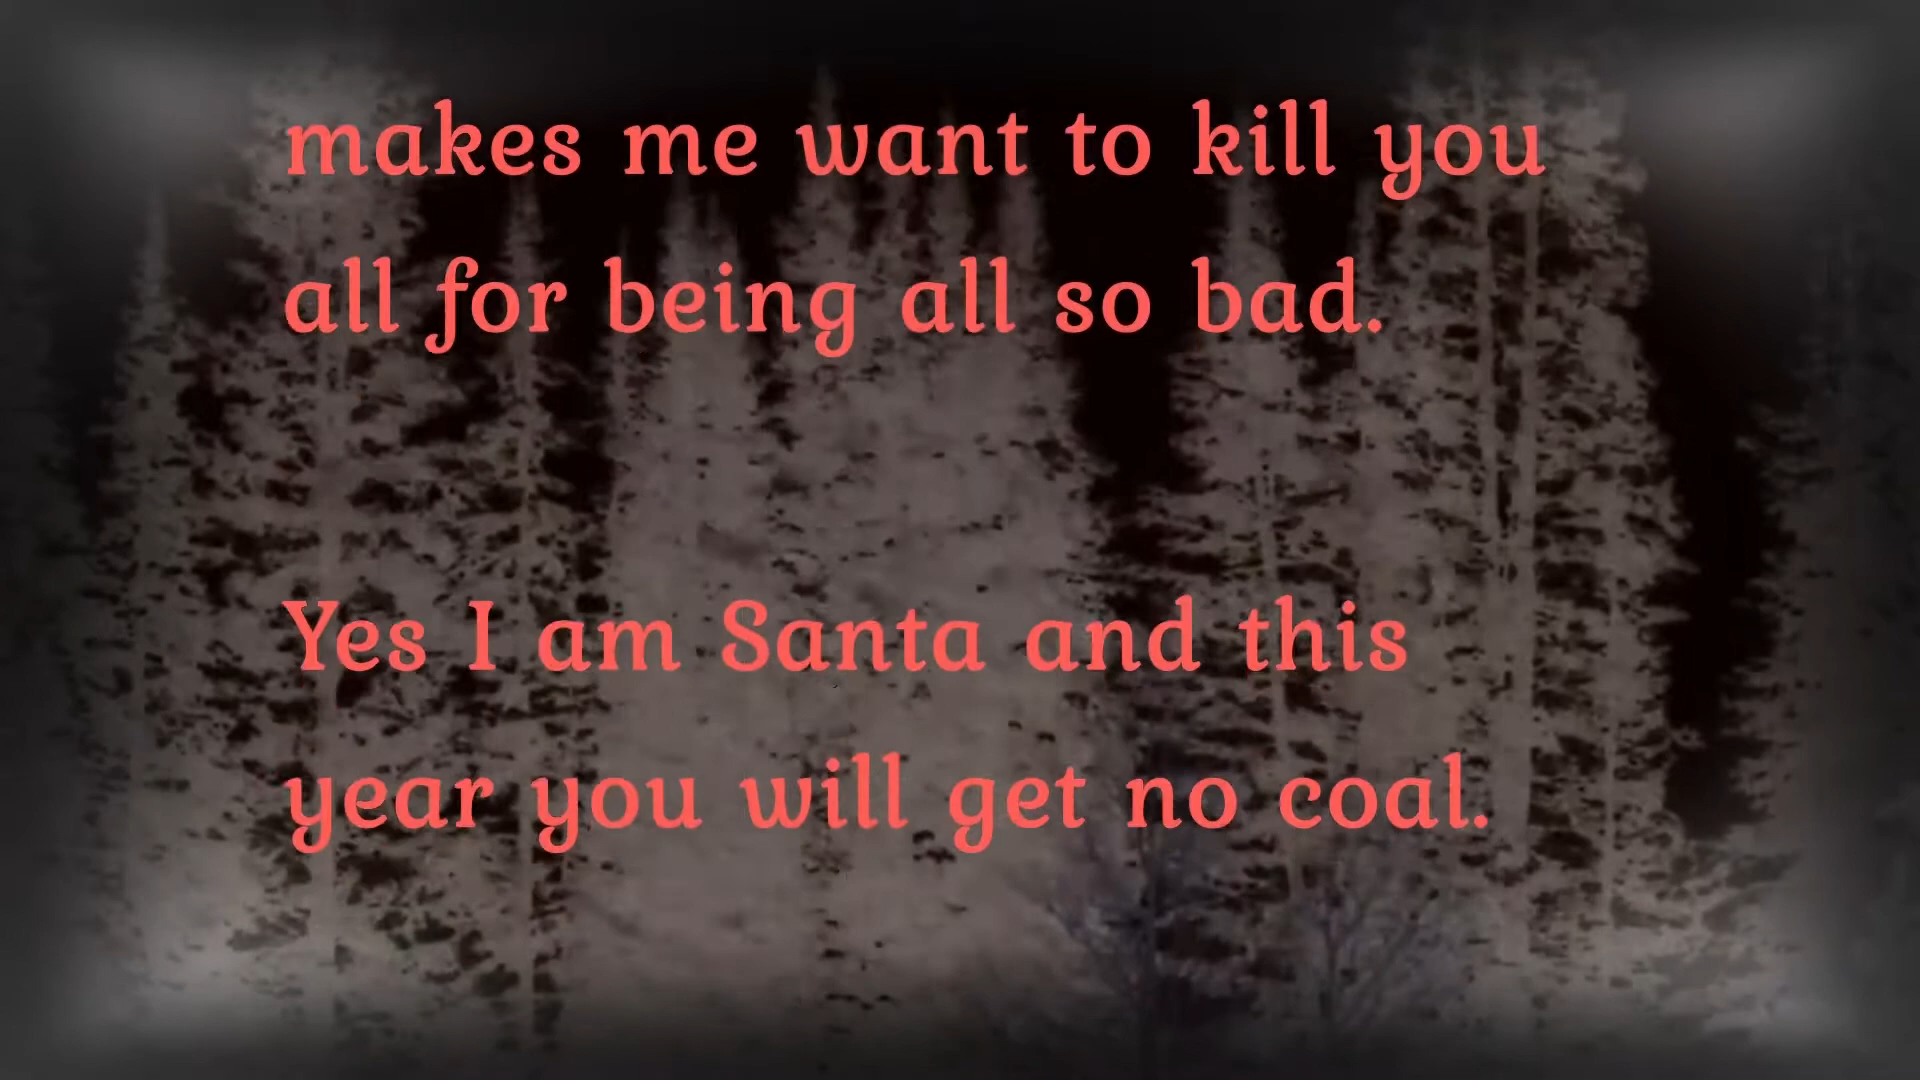 makes me want to kill you
all for being all so bad.
Yes I am Santa and this
year you will get no coal.